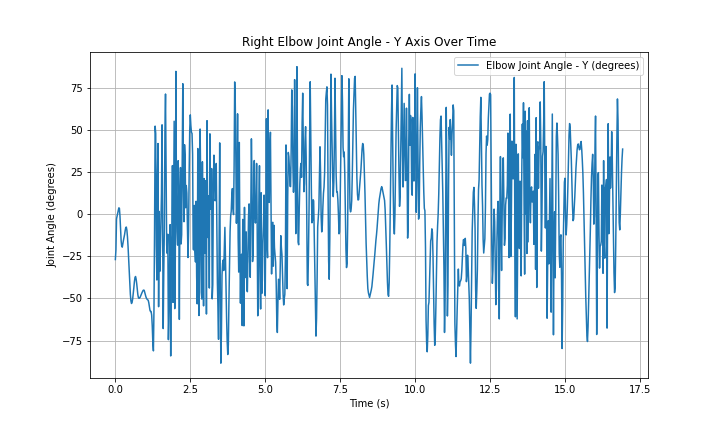 Right Elbow Joint Angle - Y Axis Over Time
Elbow Joint Angle - Y (degrees)
Joint Angle (degrees)
75
50
25
0
−25
−50
−75
0.0 2.5 5.0 7.5 10.0 12.5 15.0 17.5
Time (s)